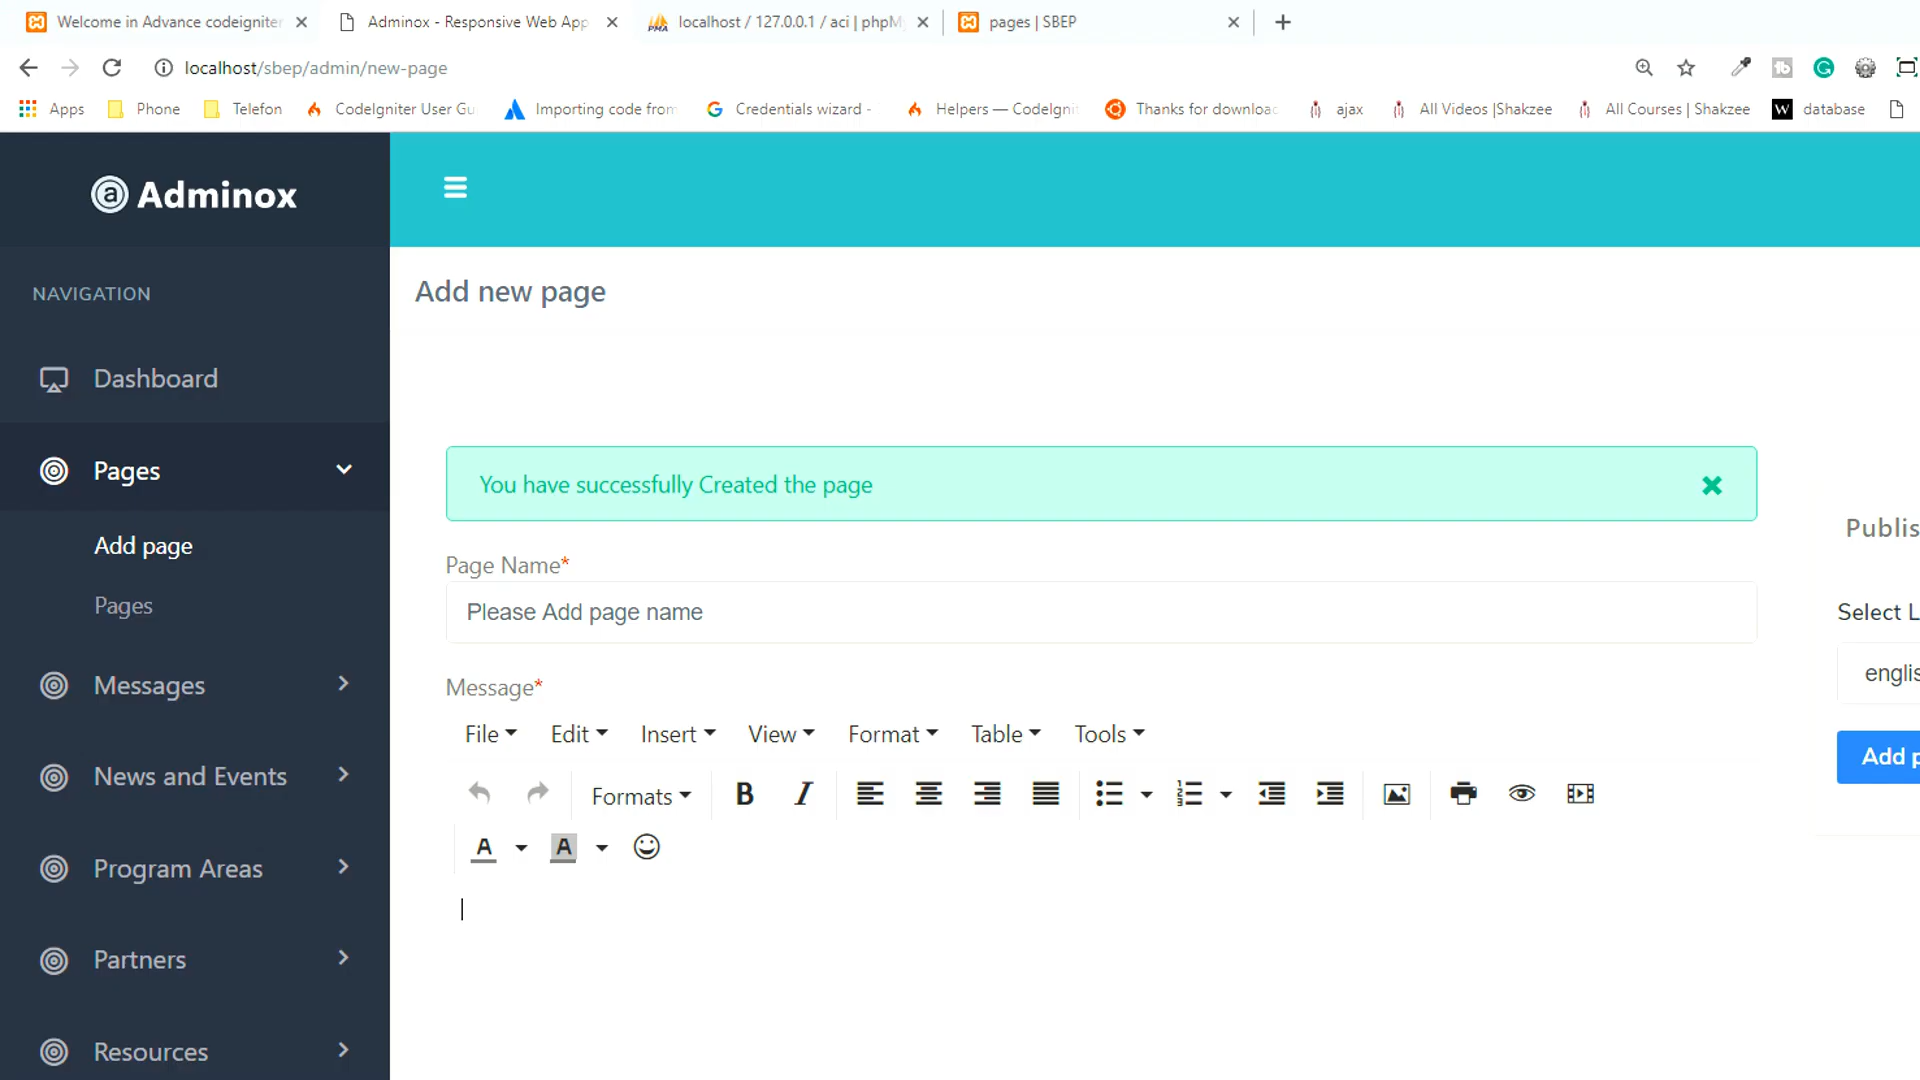 Welcome in Advance codeigniter
Adminox - Responsive Web App
localhost / 127.0.0.1 / aci | phpMy
pages | SBEP
localhost/sbep/admin/new-page
Apps
Phone
Telefon
CodeIgniter User Gu
Importing code from
Credentials wizard -
Helpers — CodeIgnit
Thanks for downloac
ajax
All Videos |Shakzee
All Courses | Shakzee
W
database
Adminox
NAVIGATION
Dashboard
Pages
Add page
Pages
Messages
News and Events
Program Areas
Partners
Resources
Add new page
You have successfully Created the page
Page Name*
Please Add page name
Message*
File Edit Insert View Format Table Tools
Formats B I
A A
Publis
Select L
englis
Add p